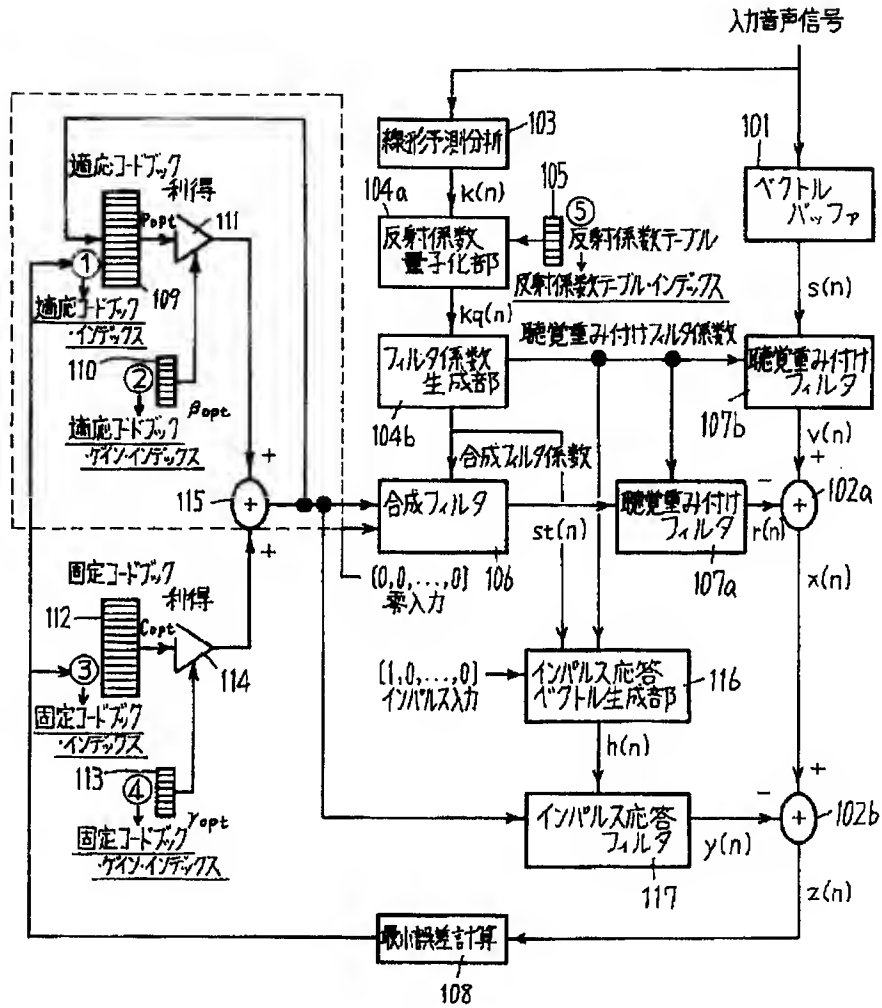 入力音声信号
線形予測分析
103
101
ベクトル
バッファ
適応コードブック
利得
Popt
111
k(n)
104a
105
⑤
反射係数
量子化部
反射係数テーブル
反射係数テーブル・インデックス
s(n)
①
109
適応コードブック
・インデックス
kq(n)
聴覚重み付けフィルタ係数
110
②
βopt
適応コードブック
・ゲイン・インデックス
フィルタ係数
生成部
104b
聴覚重み付け
フィルタ
107b
v(n)
合成フィルタ係数
+
115
+
+
合成フィルタ
106
st(n)
聴覚重み付け
フィルタ
107a
−
r(n)
+
102a
[0,0,...,0]
零入力
x(n)
固定コードブック
利得
112
Copt
114
③
固定コードブック
・インデックス
[1,0,...,0]
インパルス入力
インパルス応答
ベクトル生成部
116
h(n)
113
④
γopt
固定コードブック
・ゲイン・インデックス
インパルス応答
フィルタ
117
y(n)
−
+
+
102b
z(n)
最小誤差計算
108